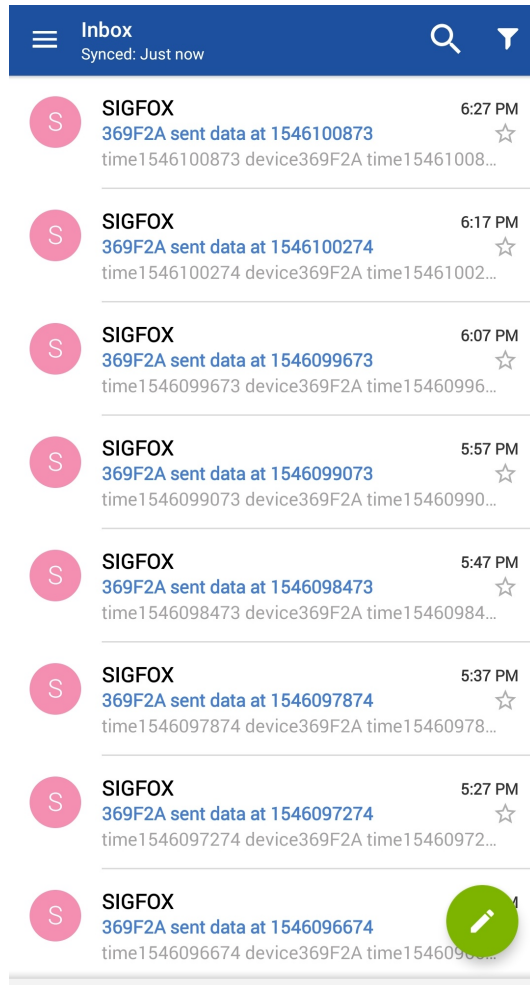 Inbox
Synced: Just now
S
SIGFOX
6:27 PM
369F2A sent data at 1546100873
time1546100873 device369F2A time15461008...
S
SIGFOX
6:17 PM
369F2A sent data at 1546100274
time1546100274 device369F2A time15461002...
S
SIGFOX
6:07 PM
369F2A sent data at 1546099673
time1546099673 device369F2A time15460996...
S
SIGFOX
5:57 PM
369F2A sent data at 1546099073
time1546099073 device369F2A time15460990...
S
SIGFOX
5:47 PM
369F2A sent data at 1546098473
time1546098473 device369F2A time15460984...
S
SIGFOX
5:37 PM
369F2A sent data at 1546097874
time1546097874 device369F2A time15460978...
S
SIGFOX
5:27 PM
369F2A sent data at 1546097274
time1546097274 device369F2A time15460972...
S
SIGFOX
369F2A sent data at 1546096674
time1546096674 device369F2A